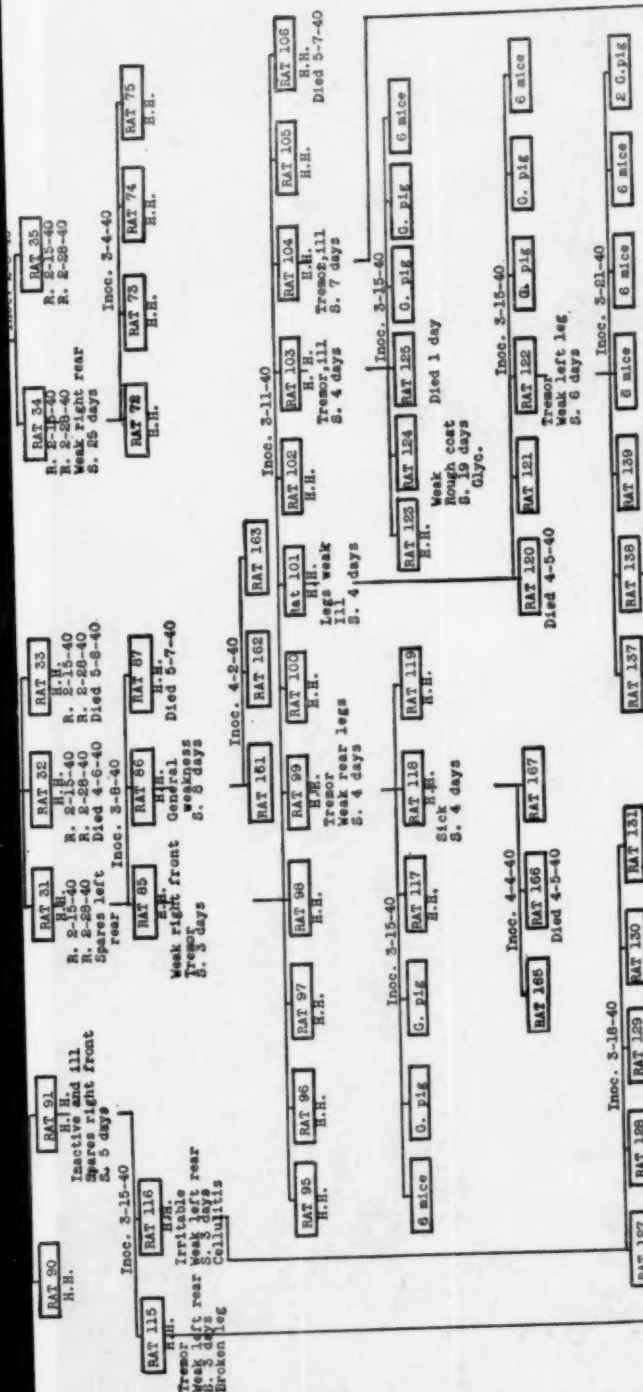 RAT 90
H.H.
RAT 91
H.H.
Inactive and ill
Spares right front
S. 5 days
Inoc. 3-15-40
RAT 115
H.H.
Tremor
Weak left rear
S. 3 days
Broken leg
RAT 116
H.H.
Irritable
Weak left rear
S. 3 days
Cellulitis
RAT 31
H.H.
R. 2-15-40
R. 2-28-40
Spares left
rear
RAT 32
H.H.
R. 2-15-40
R. 2-28-40
Died 4-6-40
RAT 33
H.H.
R. 2-15-40
R. 2-28-40
Died 5-8-40
Inoc. 3-8-40
RAT 85
H.H.
Weak right front
Tremor
S. 3 days
RAT 86
H.H.
General
weakness
S. 8 days
RAT 87
H.H.
Died 5-7-40
RAT 34
R. 2-15-40
R. 2-28-40
Weak right rear
S. 25 days
RAT 35
R. 2-15-40
R. 2-28-40
Inoc. 3-4-40
RAT 72
H.H.
RAT 73
H.H.
RAT 74
H.H.
RAT 75
H.H.
Inoc. 4-2-40
RAT 161
RAT 162
RAT 163
Inoc. 3-11-40
RAT 95
H.H.
RAT 96
H.H.
RAT 97
H.H.
RAT 98
H.H.
RAT 99
H.H.
Tremor
Weak rear legs
S. 4 days
RAT 100
H.H.
Rat 101
H.H.
Legs weak
Ill
S. 4 days
RAT 102
H.H.
RAT 103
H.H.
Tremor, ill
S. 4 days
RAT 104
H.H.
Tremor, ill
S. 7 days
RAT 105
H.H.
RAT 106
H.H.
Died 5-7-40
Inoc. 3-15-40
6 mice
G. pig
G. pig
RAT 117
H.H.
RAT 118
H.H.
Sick
S. 4 days
RAT 119
H.H.
Inoc. 3-15-40
RAT 123
H.H.
RAT 124
Weak
Rough coat
S. 19 days
Glyc.
RAT 125
Died 1 day
G. pig
G. pig
6 mice
Inoc. 4-4-40
RAT 165
RAT 166
Died 4-5-40
RAT 167
Inoc. 3-15-40
RAT 120
Died 4-5-40
RAT 121
RAT 122
Tremor
Weak left leg
S. 6 days
G. pig
G. pig
6 mice
Inoc. 3-18-40
RAT 127
RAT 128
RAT 129
RAT 130
RAT 131
Inoc. 3-21-40
RAT 137
RAT 138
RAT 139
6 mice
6 mice
6 mice
2 G.pig